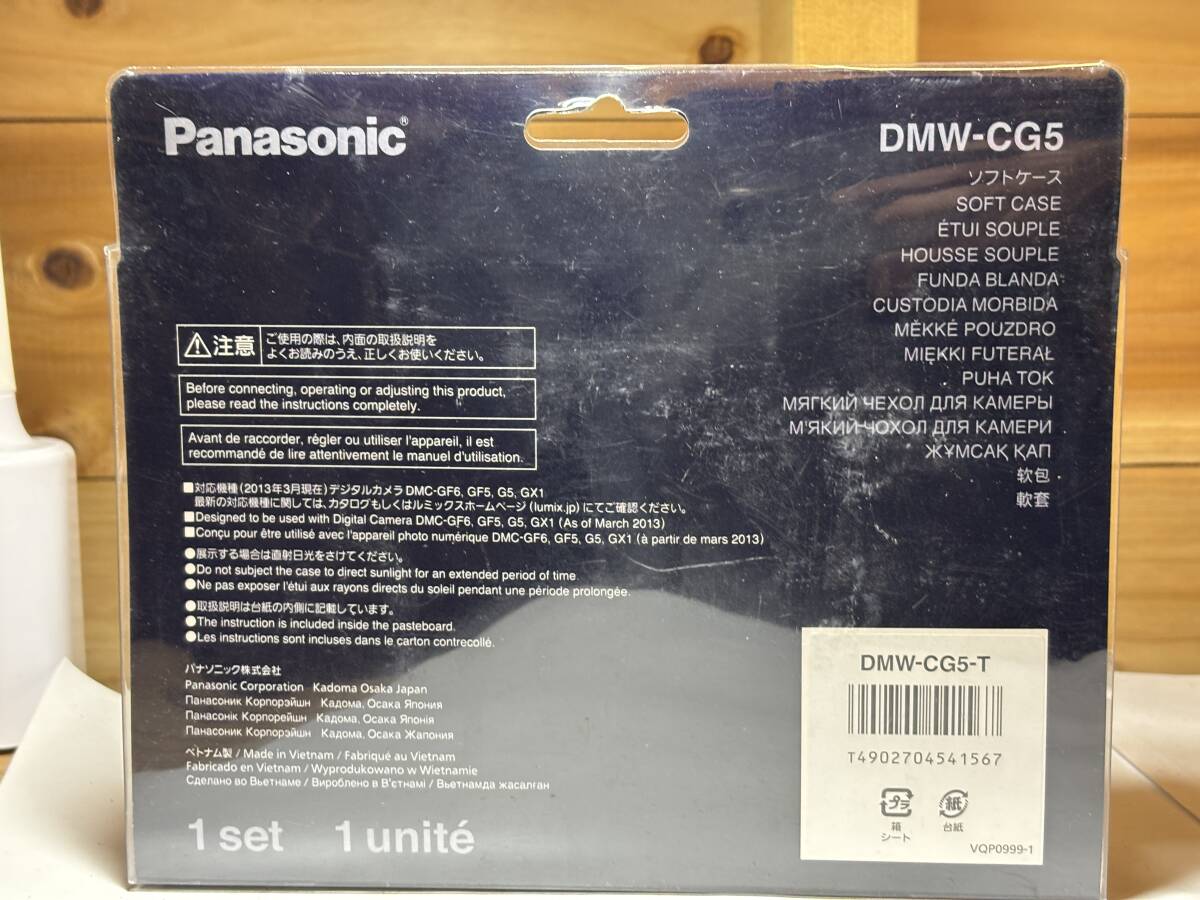 Panasonic®
DMW-CG5
ソフトケース
SOFT CASE
ÉTUI SOUPLE
HOUSSE SOUPLE
FUNDA BLANDA
CUSTODIA MORBIDA
MĚKKÉ POUZDRO
MIĘKKI FUTERAŁ
PUHA TOK
МЯГКИЙ ЧЕХОЛ ДЛЯ КАМЕРЫ
М'ЯКИЙ ЧОХОЛ ДЛЯ КАМЕРИ
ЖҰМСАҚ ҚАП
软包
軟套
注意
ご使用の際は、内面の取扱説明を
よくお読みのうえ、正しくお使いください。
Before connecting, operating or adjusting this product,
please read the instructions completely.
Avant de raccorder, régler ou utiliser l'appareil, il est
recommandé de lire attentivement le manuel d'utilisation.
■対応機種(2013年3月現在)デジタルカメラ DMC-GF6, GF5, G5, GX1
最新の対応機種に関しては、カタログもしくはルミックスホームページ(lumix.jp)にてご確認ください。
■Designed to be used with Digital Camera DMC-GF6, GF5, G5, GX1 (As of March 2013)
■Conçu pour être utilisé avec l'appareil photo numérique DMC-GF6, GF5, G5, GX1 (à partir de mars 2013)
●展示する場合は直射日光をさけてください。
●Do not subject the case to direct sunlight for an extended period of time.
●Ne pas exposer l'étui aux rayons directs du soleil pendant une période prolongée.
●取扱説明は台紙の内側に記載しています。
●The instruction is included inside the pasteboard.
●Les instructions sont incluses dans le carton contrecollé.
パナソニック株式会社
Panasonic Corporation Kadoma Osaka Japan
Панасоник Корпорэйшн Кадома, Осака Япония
Панасонік Корпорейшн Кадома, Осака Японія
Панасоник Корпорэйшн Кадома, Осака Жапония
ベトナム製 / Made in Vietnam / Fabriqué au Vietnam
Fabricado en Vietnam / Wyprodukowano w Wietnamie
Сделано во Вьетнаме / Вироблено в В'єтнамі / Вьетнамда жасалған
1 set 1 unité
DMW-CG5-T
T4902704541567
プラ
紙
箱
シート
台紙
VQP0999-1